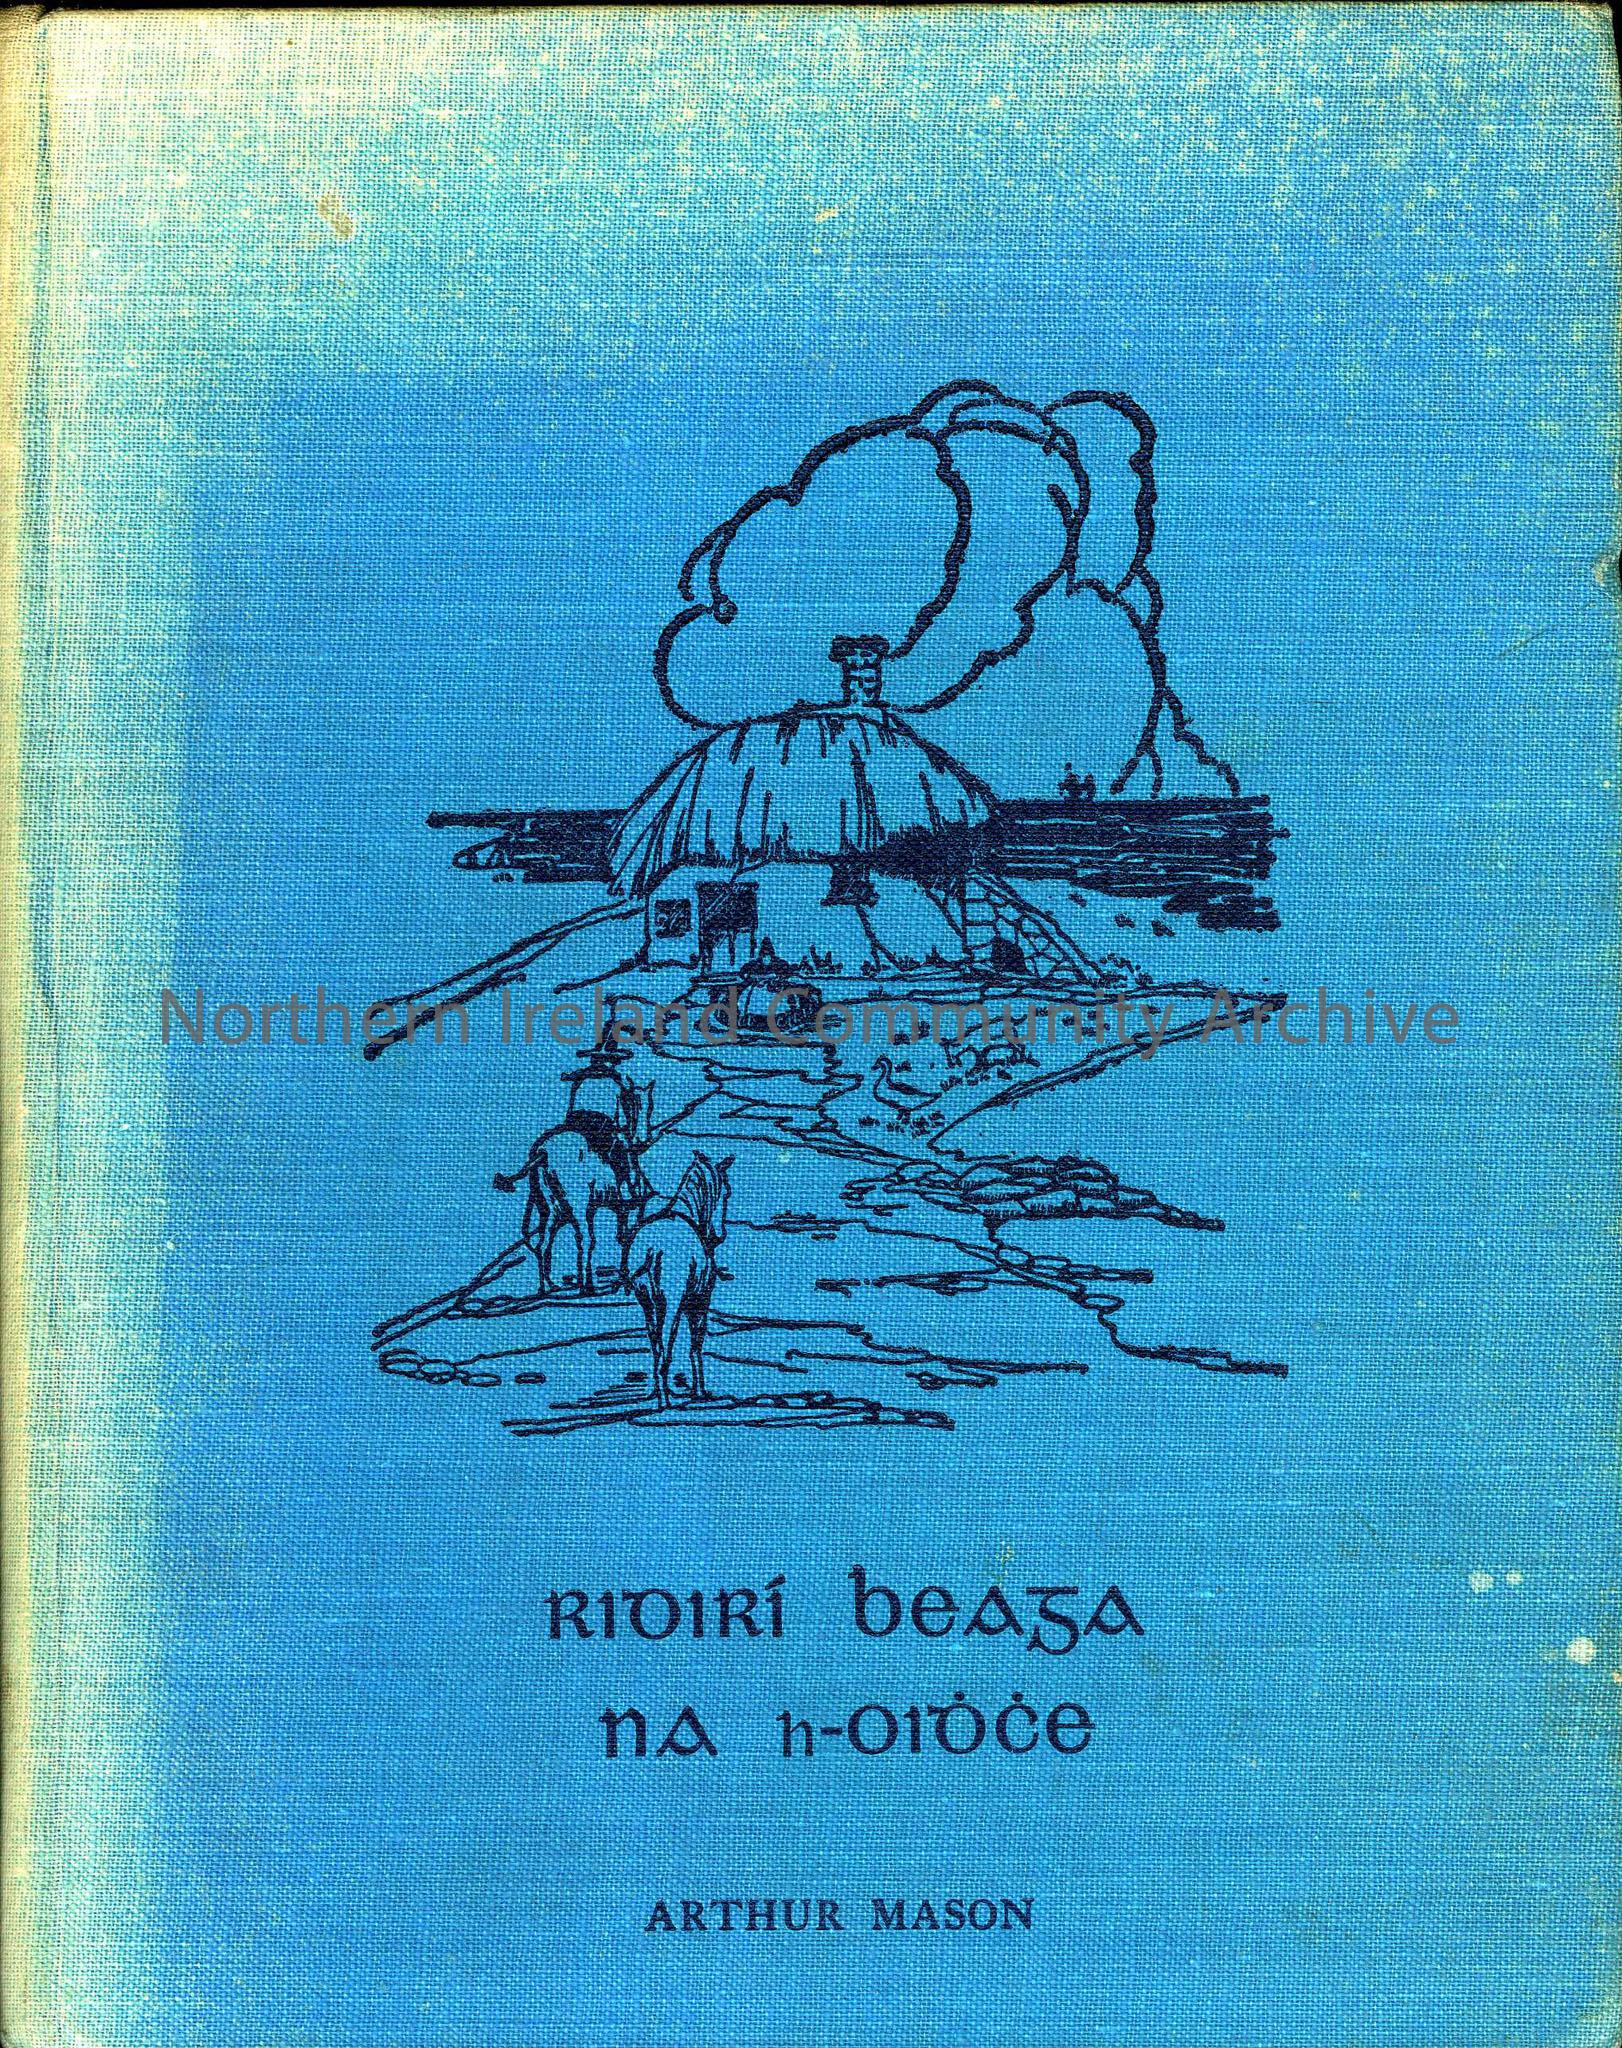 Northern Ireland Community Archive
Ridirí beaga
na h-oiḋċe
ARTHUR MASON